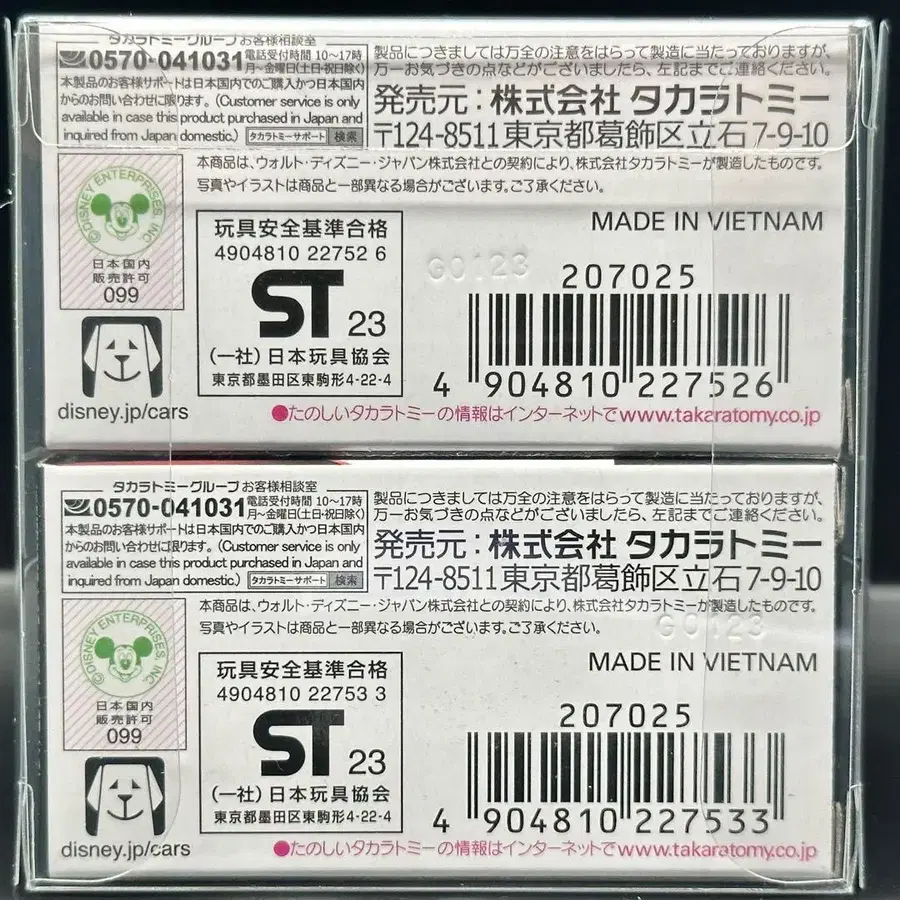 タカラトミーグループ お客様相談室
0570-041031 電話受付時間 10〜17時
月〜金曜日(土日・祝日除く)
本製品のお客様サポートは日本国内でのご購入かつ日本国内
からのお問い合わせに限ります。(Customer service is only
available in case this product purchased in Japan and
inquired from Japan domestic.) タカラトミーサポート 検索
製品につきましては万全の注意をはらって製造に当たっておりますが、
万一お気づきの点などがございましたら、左記までご連絡ください。
発売元：株式会社 タカラトミー
〒124-8511東京都葛飾区立石7-9-10
本商品は、ウォルト・ディズニー・ジャパン株式会社との契約により、株式会社タカラトミーが製造したものです。
写真やイラストは商品と一部異なる場合がございます。ご了承ください。
©DISNEY ENTERPRISES INC.
日本国内
販売許可
099
disney.jp/cars
玩具安全基準合格
4904810 22752 6
ST 23
(一社)日本玩具協会
東京都墨田区東駒形4-22-4
MADE IN VIETNAM
G0123
207025
4 904810 227526
●たのしいタカラトミーの情報はインターネットで www.takaratomy.co.jp
タカラトミーグループ お客様相談室
0570-041031 電話受付時間 10〜17時
月〜金曜日(土日・祝日除く)
本製品のお客様サポートは日本国内でのご購入かつ日本国内
からのお問い合わせに限ります。(Customer service is only
available in case this product purchased in Japan and
inquired from Japan domestic.) タカラトミーサポート 検索
製品につきましては万全の注意をはらって製造に当たっておりますが、
万一お気づきの点などがございましたら、左記までご連絡ください。
発売元：株式会社 タカラトミー
〒124-8511東京都葛飾区立石7-9-10
本商品は、ウォルト・ディズニー・ジャパン株式会社との契約により、株式会社タカラトミーが製造したものです。
写真やイラストは商品と一部異なる場合がございます。ご了承ください。
G0123
©DISNEY ENTERPRISES INC.
日本国内
販売許可
099
disney.jp/cars
玩具安全基準合格
4904810 22753 3
ST 23
(一社)日本玩具協会
東京都墨田区東駒形4-22-4
MADE IN VIETNAM
207025
4 904810 227533
●たのしいタカラトミーの情報はインターネットで www.takaratomy.co.jp